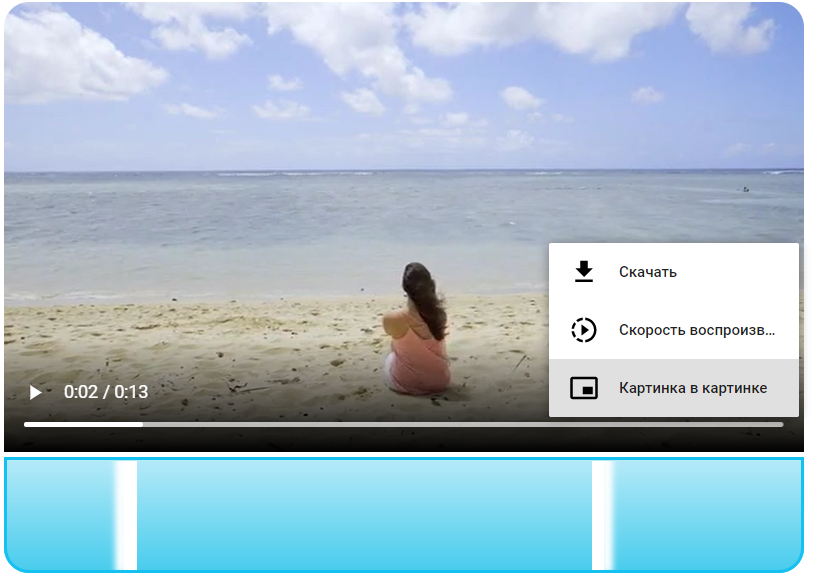 Скачать
Скорость воспроизв...
Картинка в картинке
0:02 / 0:13